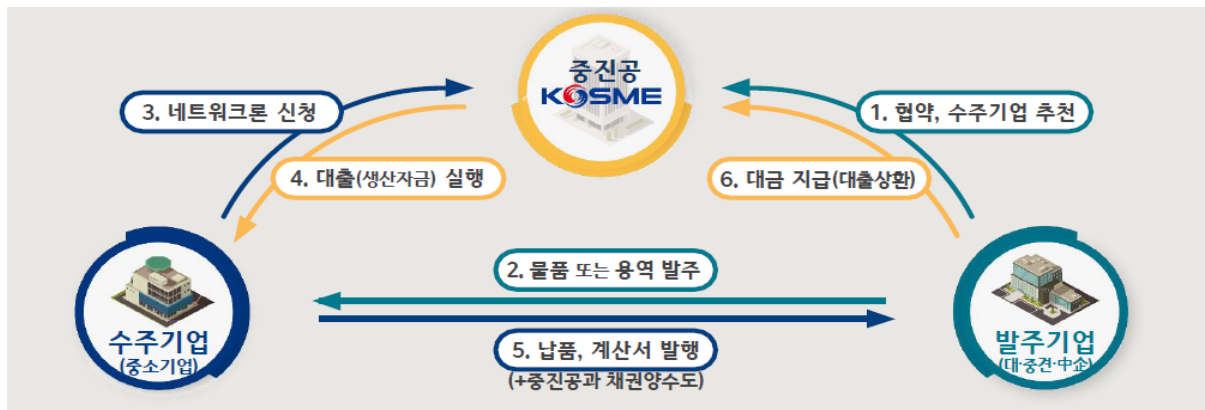 중진공
KOSME
3. 네트워크론 신청
1. 협약, 수주기업 추천
4. 대출(생산자금) 실행
6. 대금 지급(대출상환)
2. 물품 또는 용역 발주
수주기업
(중소기업)
5. 납품, 계산서 발행
(+중진공과 채권양수도)
발주기업
(대·중견·中企)